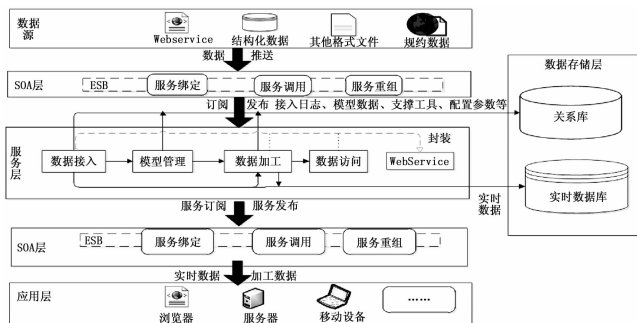 数据源
Webservice
结构化数据
其他格式文件
规约数据
数据 推送
数据存储层
SOA层
ESB
服务绑定
服务调用
服务重组
订阅 发布 接入日志、模型数据、支撑工具、配置参数等
关系库
服务层
封装
数据接入
模型管理
数据加工
数据访问
WebService
实时数据库
实时数据
服务订阅 服务发布
SOA层
ESB
服务绑定
服务调用
服务重组
实时数据 加工数据
应用层
浏览器
服务器
移动设备
……